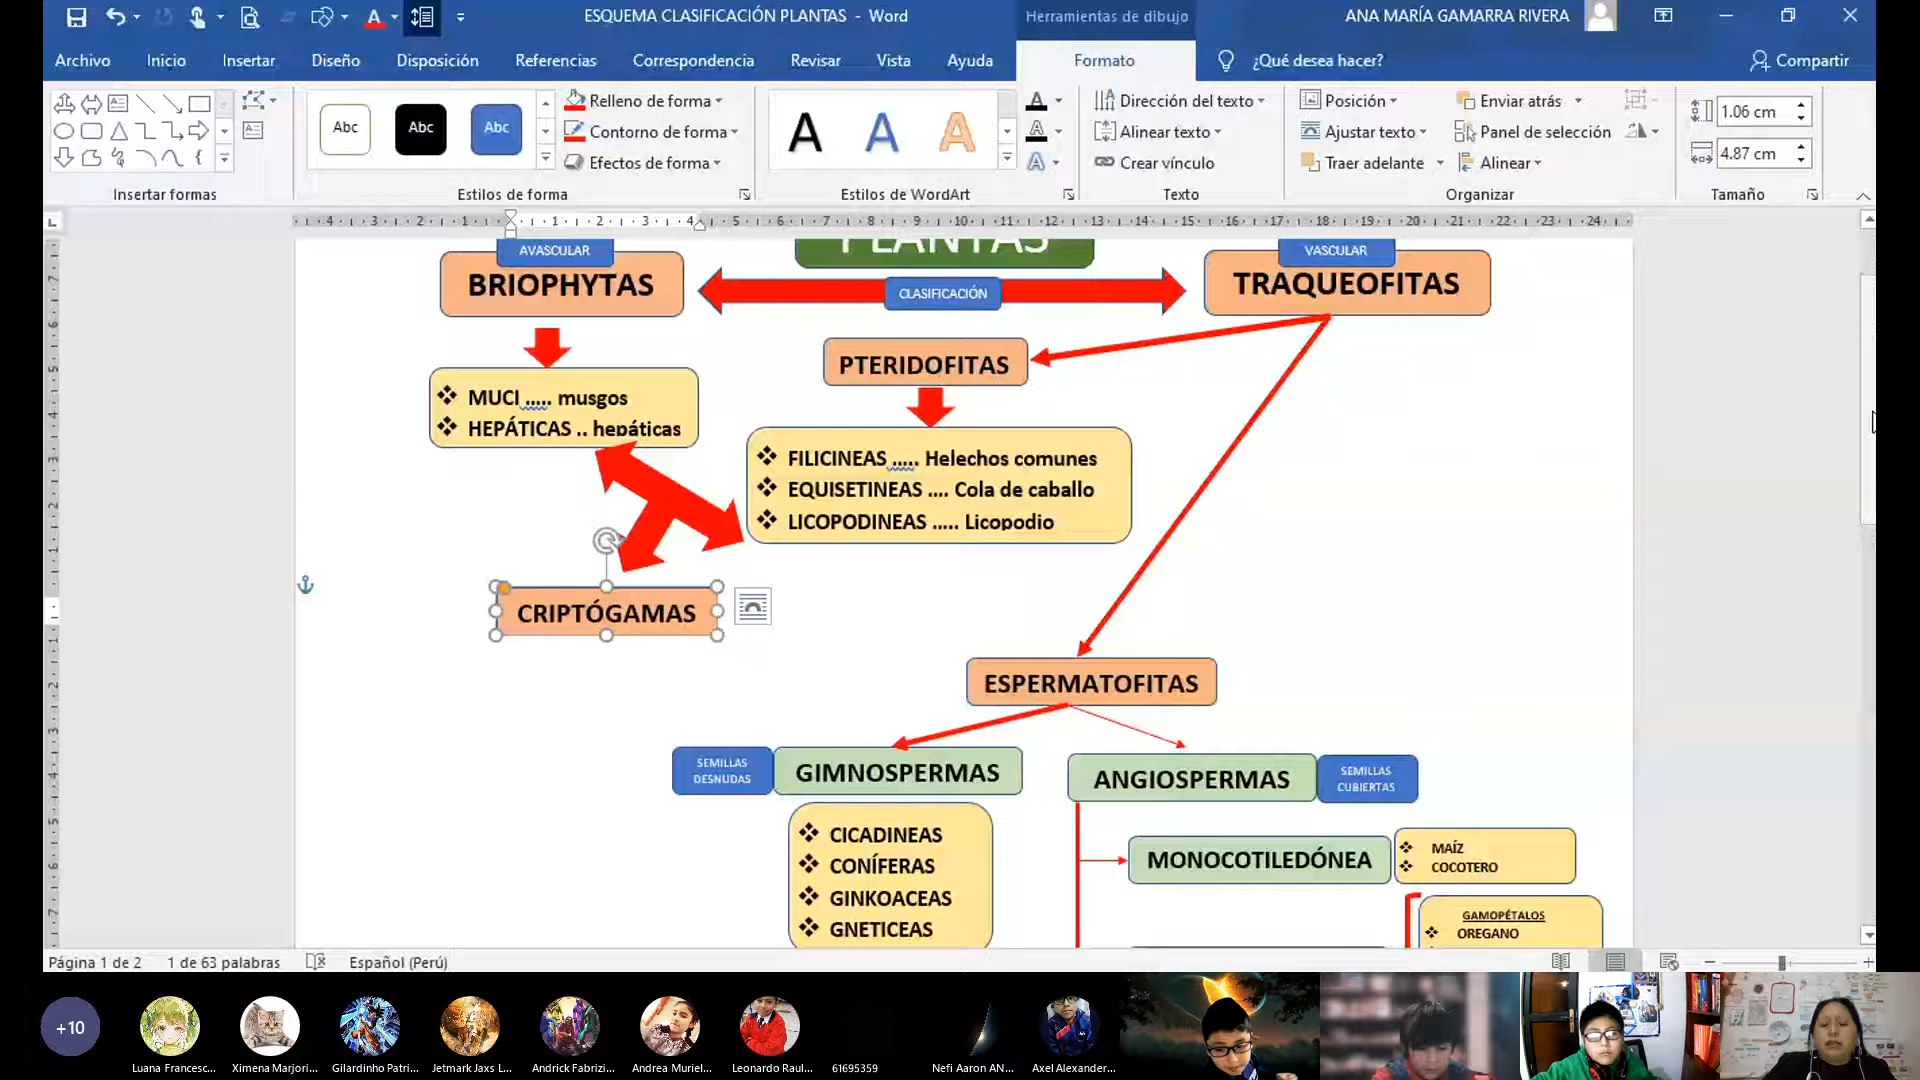 ESQUEMA CLASIFICACIÓN PLANTAS - Word
Herramientas de dibujo
ANA MARÍA GAMARRA RIVERA
Archivo Inicio Insertar Diseño Disposición Referencias Correspondencia Revisar Vista Ayuda Formato ¿Qué desea hacer? Compartir
Abc Abc Abc
Relleno de forma
Contorno de forma
Efectos de forma
A A A
Dirección del texto
Alinear texto
Crear vínculo
Posición
Ajustar texto
Traer adelante
Enviar atrás
Panel de selección
Alinear
1.06 cm
4.87 cm
Insertar formas Estilos de forma Estilos de WordArt Texto Organizar Tamaño
PLANTAS
AVASCULAR
BRIOPHYTAS
CLASIFICACIÓN
VASCULAR
TRAQUEOFITAS
PTERIDOFITAS
❖ MUCI ..... musgos
❖ HEPÁTICAS .. hepáticas
❖ FILICINEAS ..... Helechos comunes
❖ EQUISETINEAS .... Cola de caballo
❖ LICOPODINEAS ..... Licopodio
CRIPTÓGAMAS
ESPERMATOFITAS
SEMILLAS
DESNUDAS
GIMNOSPERMAS
ANGIOSPERMAS
SEMILLAS
CUBIERTAS
❖ CICADINEAS
❖ CONÍFERAS
❖ GINKOACEAS
❖ GNETICEAS
MONOCOTILEDÓNEA
❖ MAÍZ
❖ COCOTERO
GAMOPÉTALOS
❖ OREGANO
Página 1 de 2 1 de 63 palabras Español (Perú)
+10
Luana Francesc... Ximena Marjori... Gilardinho Patri... Jetmark Jaxs L... Andrick Fabrizi... Andrea Muriel... Leonardo Raul... 61695359 Nefi Aaron AN... Axel Alexander...